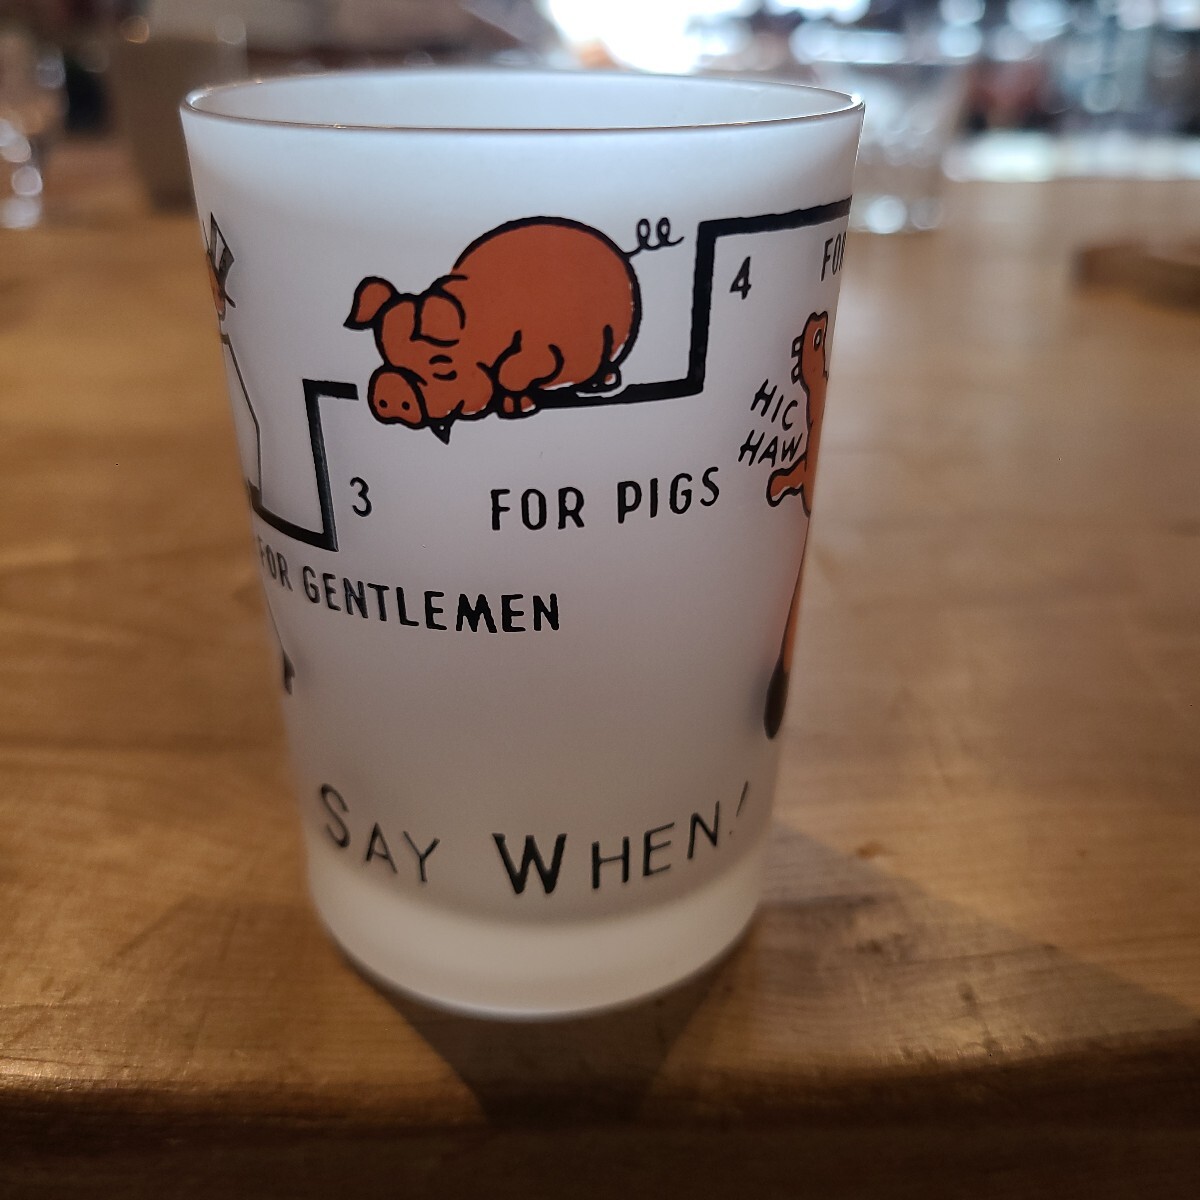 4
HIC
HAW
3
FOR PIGS
FOR GENTLEMEN
SAY WHEN!